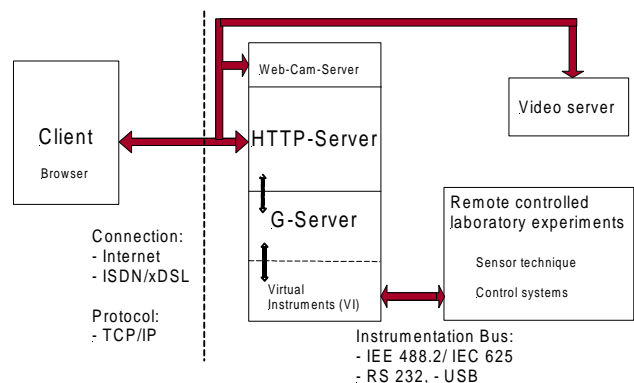 Web-Cam-Server
Client
Browser
HTTP-Server
Video server
G-Server
Virtual
Instruments (VI)
Remote controlled
laboratory experiments
Sensor technique
Control systems
Connection:
- Internet
- ISDN/xDSL
Protocol:
- TCP/IP
Instrumentation Bus:
- IEE 488.2/ IEC 625
- RS 232, - USB